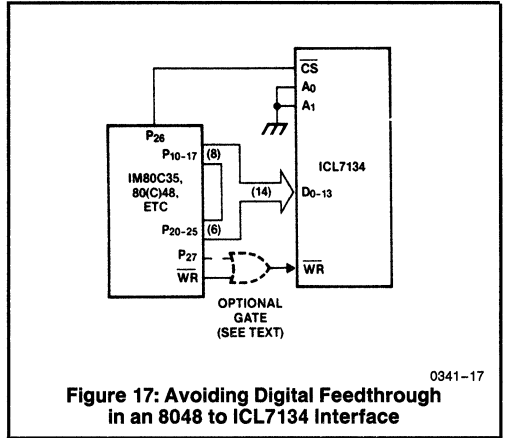 CS
A0
A1
P26
P10-17
(8)
IM80C35,
80(C)48,
ETC
ICL7134
(14)
D0-13
P20-25
(6)
P27
WR
WR
OPTIONAL
GATE
(SEE TEXT)
0341-17
Figure 17: Avoiding Digital Feedthrough
in an 8048 to ICL7134 Interface